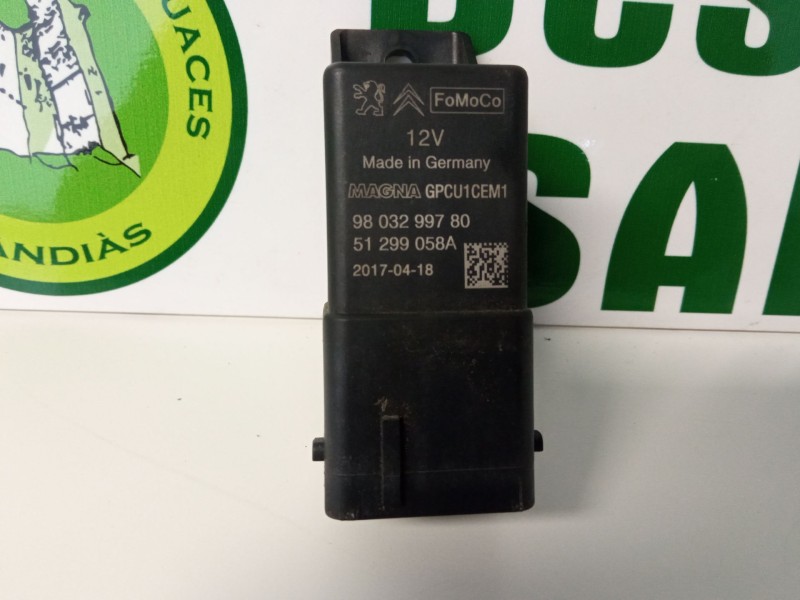 UACES
ANDIÀS
SA
FoMoCo
12V
Made in Germany
MAGNA GPCU1CEM1
98 032 997 80
51 299 058A
2017-04-18